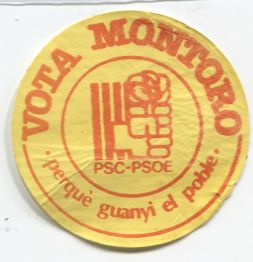 VOTA MONTORO
PSC-PSOE
· perquè guanyi el poble ·